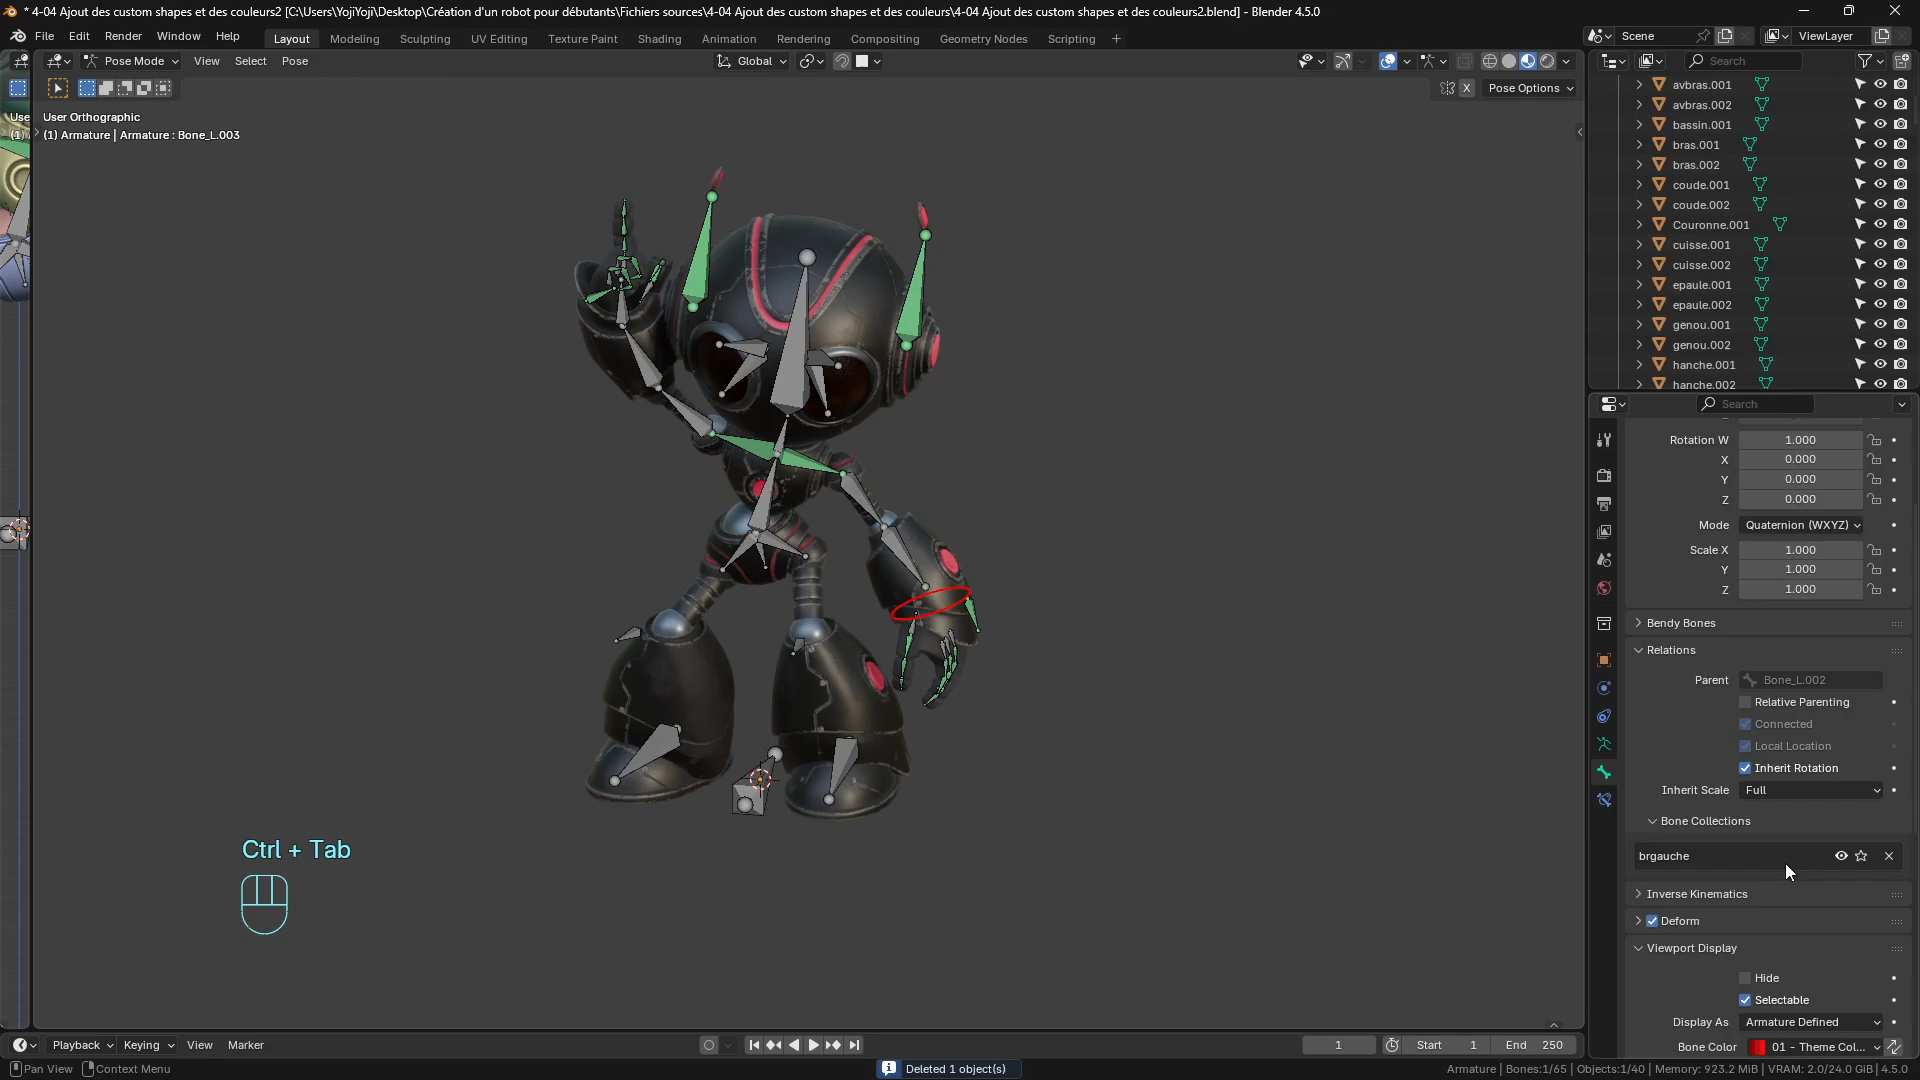 * 4-04 Ajout des custom shapes et des couleurs2 [C:\Users\YojiYoji\Desktop\Création d'un robot pour débutants\Fichiers sources\4-04 Ajout des custom shapes et des couleurs\4-04 Ajout des custom shapes et des couleurs2.blend] - Blender 4.5.0
File Edit Render Window Help Layout Modeling Sculpting UV Editing Texture Paint Shading Animation Rendering Compositing Geometry Nodes Scripting + Scene ViewLayer
Pose Mode View Select Pose Global Search
X Pose Options
Use User Orthographic
(1) (1) Armature | Armature : Bone_L.003
avbras.001
avbras.002
bassin.001
bras.001
bras.002
coude.001
coude.002
Couronne.001
cuisse.001
cuisse.002
epaule.001
epaule.002
genou.001
genou.002
hanche.001
hanche.002
Search
Rotation W 1.000
X 0.000
Y 0.000
Z 0.000
Mode Quaternion (WXYZ)
Scale X 1.000
Y 1.000
Z 1.000
Bendy Bones
Relations
Parent Bone_L.002
Relative Parenting
Connected
Local Location
Inherit Rotation
Inherit Scale Full
Bone Collections
brgauche
Inverse Kinematics
Deform
Viewport Display
Hide
Selectable
Display As Armature Defined
Bone Color 01 - Theme Col...
Ctrl + Tab
Playback Keying View Marker 1 Start 1 End 250
Pan View Context Menu Deleted 1 object(s) Armature | Bones:1/65 | Objects:1/40 | Memory: 923.2 MiB | VRAM: 2.0/24.0 GiB | 4.5.0